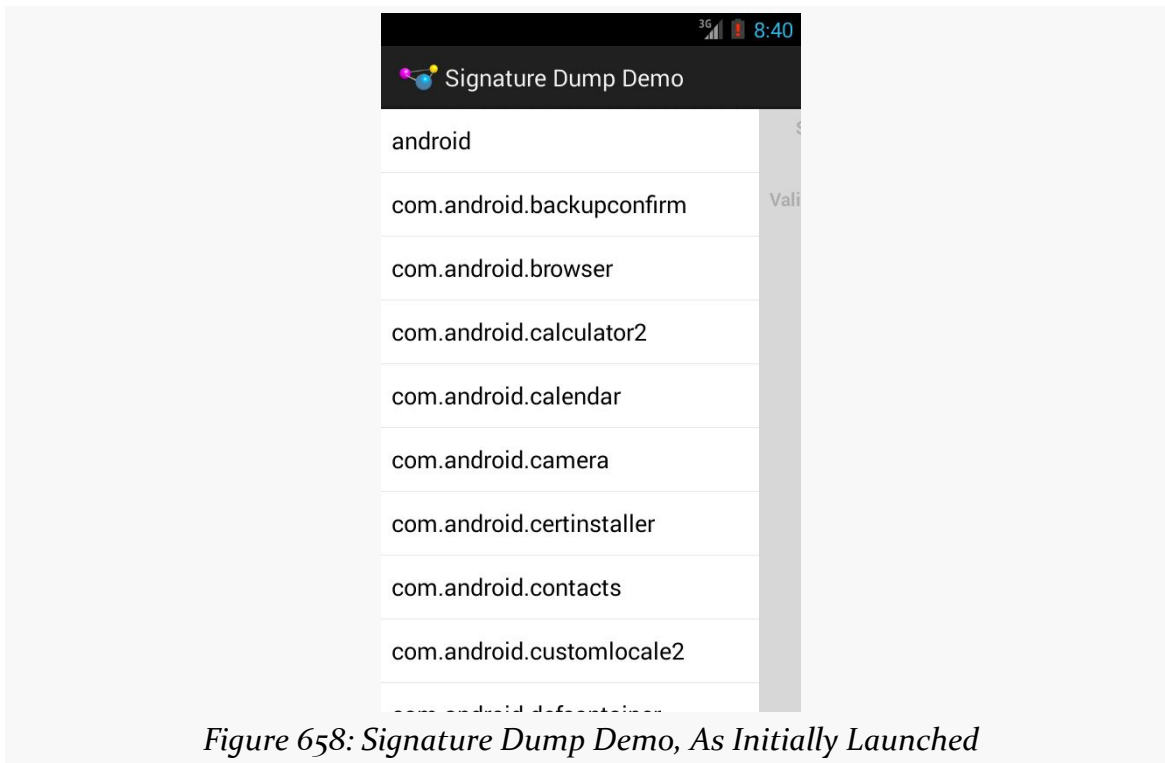 3G 8:40
Signature Dump Demo
android
com.android.backupconfirm
Vali
com.android.browser
com.android.calculator2
com.android.calendar
com.android.camera
com.android.certinstaller
com.android.contacts
com.android.customlocale2
Figure 658: Signature Dump Demo, As Initially Launched